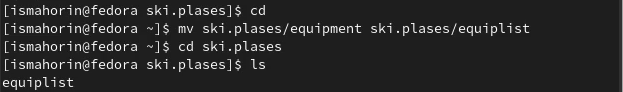 [ismahorin@fedora ski.plases]$ cd
[ismahorin@fedora ~]$ mv ski.plases/equipment ski.plases/equiplist
[ismahorin@fedora ~]$ cd ski.plases
[ismahorin@fedora ski.plases]$ ls
equiplist